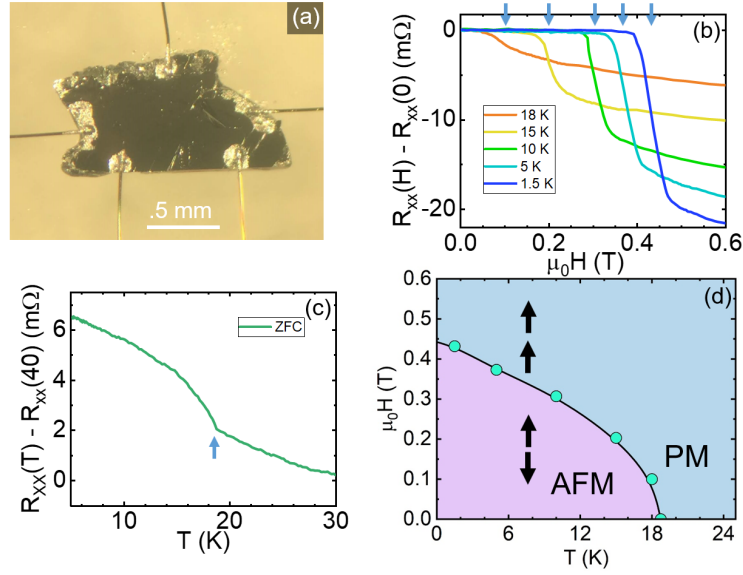 (a)
.5 mm
(b)
R_xx(H) - R_xx(0) (mΩ)
0
-10
-20
18 K
15 K
10 K
5 K
1.5 K
0.0 0.2 0.4 0.6
μ₀H (T)
(c)
R_XX(T) - R_XX(40) (mΩ)
6
4
2
0
ZFC
10 20 30
T (K)
(d)
μ₀H (T)
0.6
0.5
0.4
0.3
0.2
0.1
0.0
PM
AFM
0 6 12 18 24
T (K)